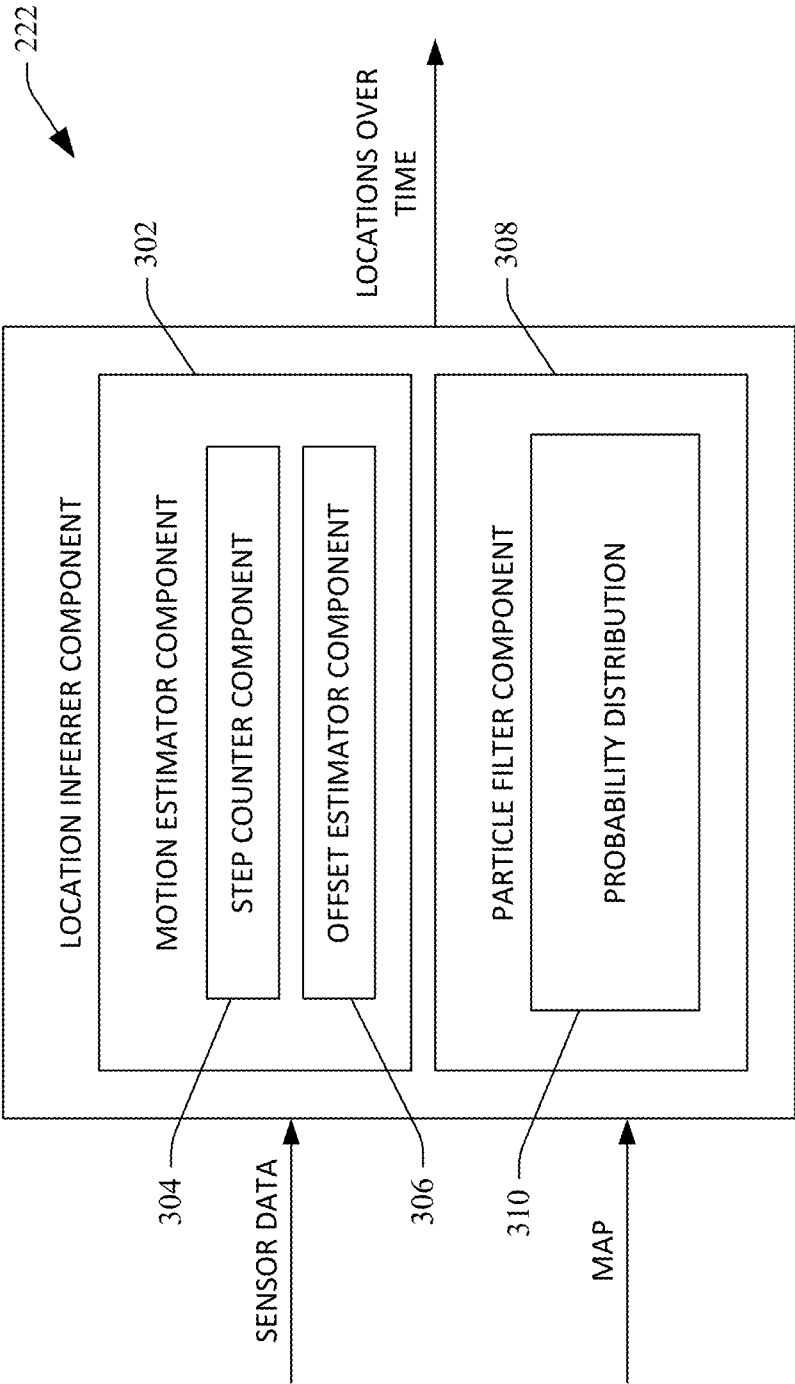 222
LOCATION INFERRER COMPONENT
302
MOTION ESTIMATOR COMPONENT
304
STEP COUNTER COMPONENT
SENSOR DATA
OFFSET ESTIMATOR COMPONENT
306
LOCATIONS OVER
TIME
308
PARTICLE FILTER COMPONENT
310
PROBABILITY DISTRIBUTION
MAP